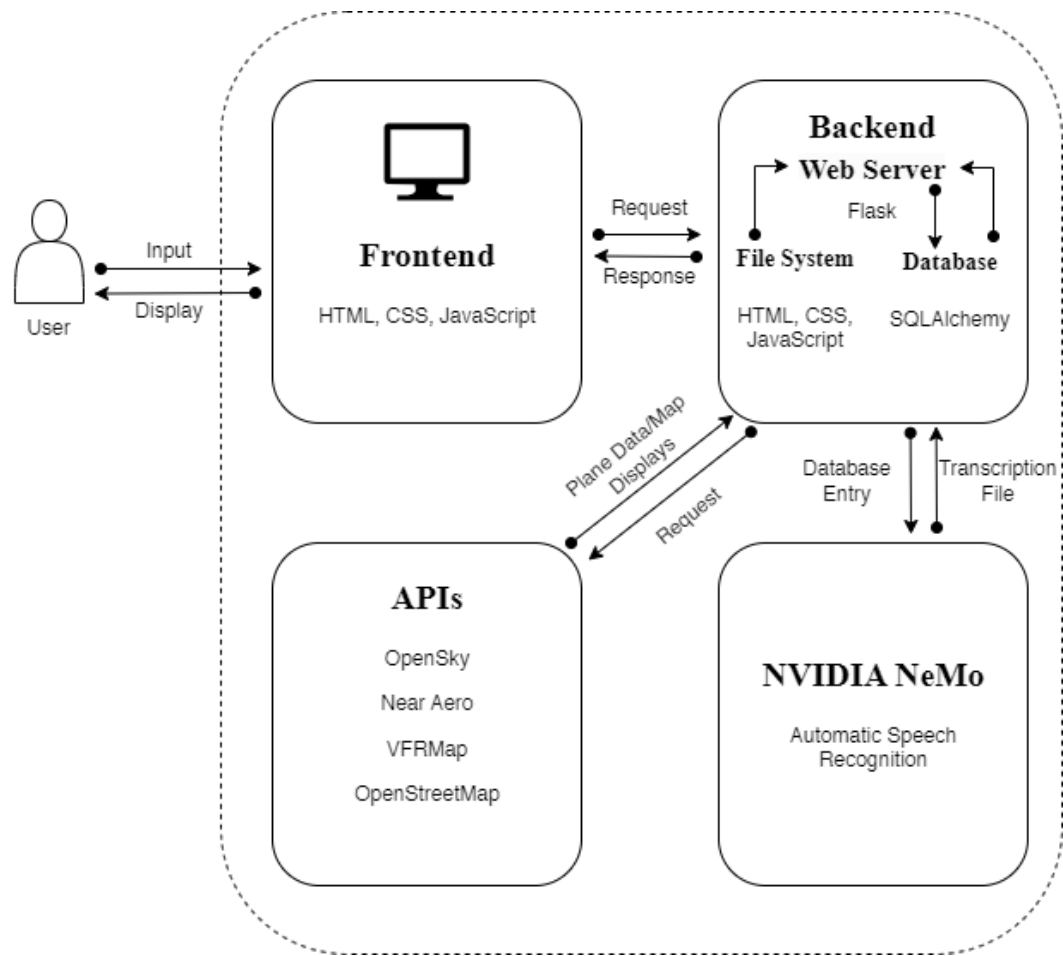 Backend
Web Server
Flask
File System
Database
HTML, CSS,
JavaScript
SQLAlchemy
Request
Response
Frontend
HTML, CSS, JavaScript
Input
Display
User
Plane Data/Map
Displays
Request
Database
Entry
Transcription
File
APIs
OpenSky
Near Aero
VFRMap
OpenStreetMap
NVIDIA NeMo
Automatic Speech
Recognition